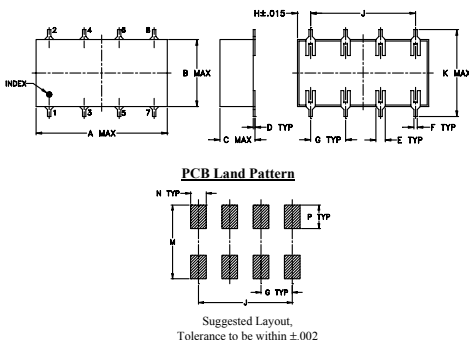 H±.015
J
2 4 6 8
B MAX
K MAX
INDEX
1 3 5 7
D TYP
F TYP
A MAX
C MAX
G TYP
E TYP
PCB Land Pattern
N TYP
P TYP
M
G TYP
J
Suggested Layout,
Tolerance to be within ±.002